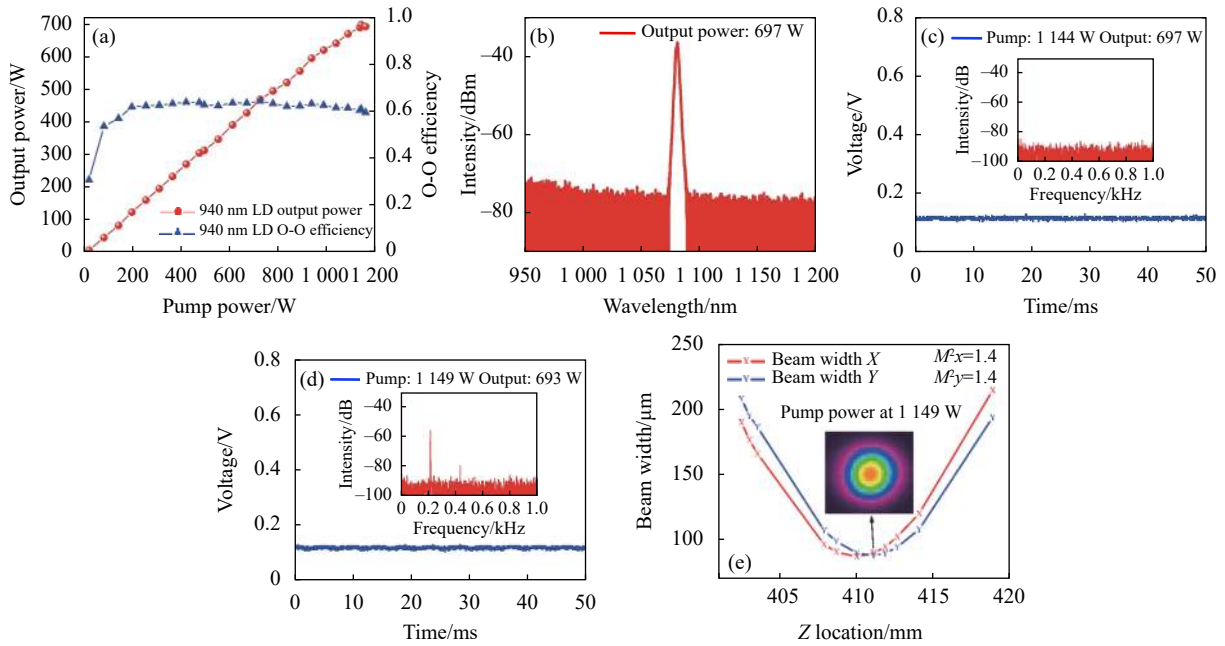 (a)
700
600
500
400
300
200
100
0
Output power/W
1.0
0.8
0.6
0.4
0.2
0
O-O efficiency
940 nm LD output power
940 nm LD O-O efficiency
0 200 400 600 800 1 000 1 200
Pump power/W
(b)
Output power: 697 W
−40
−60
−80
Intensity/dBm
950 1 000 1 050 1 100 1 150 1 200
Wavelength/nm
(c)
Pump: 1 144 W Output: 697 W
0.8
0.6
0.4
0.2
0
Voltage/V
−40
−60
−80
−100
Intensity/dB
0 0.2 0.4 0.6 0.8 1.0
Frequency/kHz
0 10 20 30 40 50
Time/ms
(d)
Pump: 1 149 W Output: 693 W
0.8
0.6
0.4
0.2
0
Voltage/V
−40
−60
−80
−100
Intensity/dB
0 0.2 0.4 0.6 0.8 1.0
Frequency/kHz
0 10 20 30 40 50
Time/ms
250
200
150
100
Beam width/μm
Beam width X M²x=1.4
Beam width Y M²y=1.4
Pump power at 1 149 W
(e)
405 410 415 420
Z location/mm